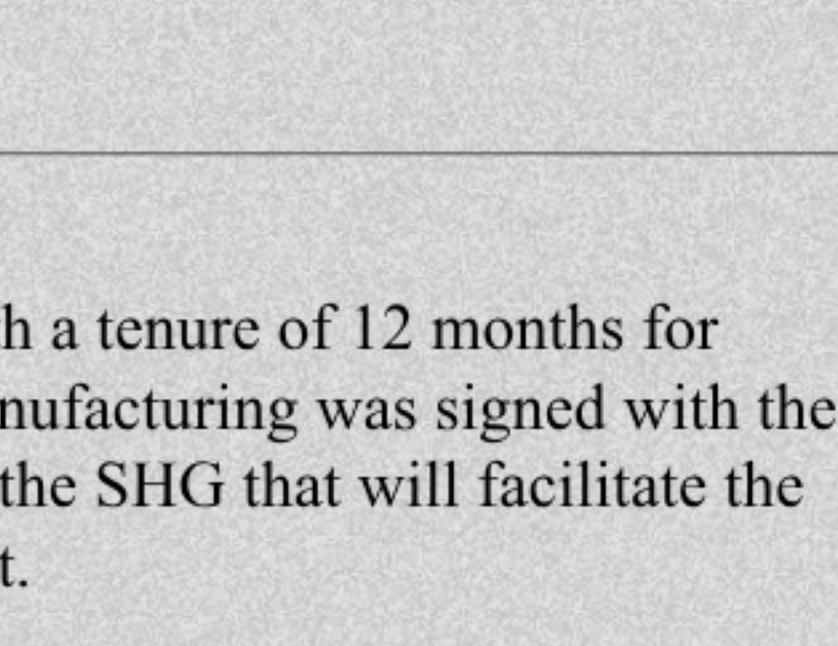 h a tenure of 12 months for
nufacturing was signed with the
the SHG that will facilitate the
t.